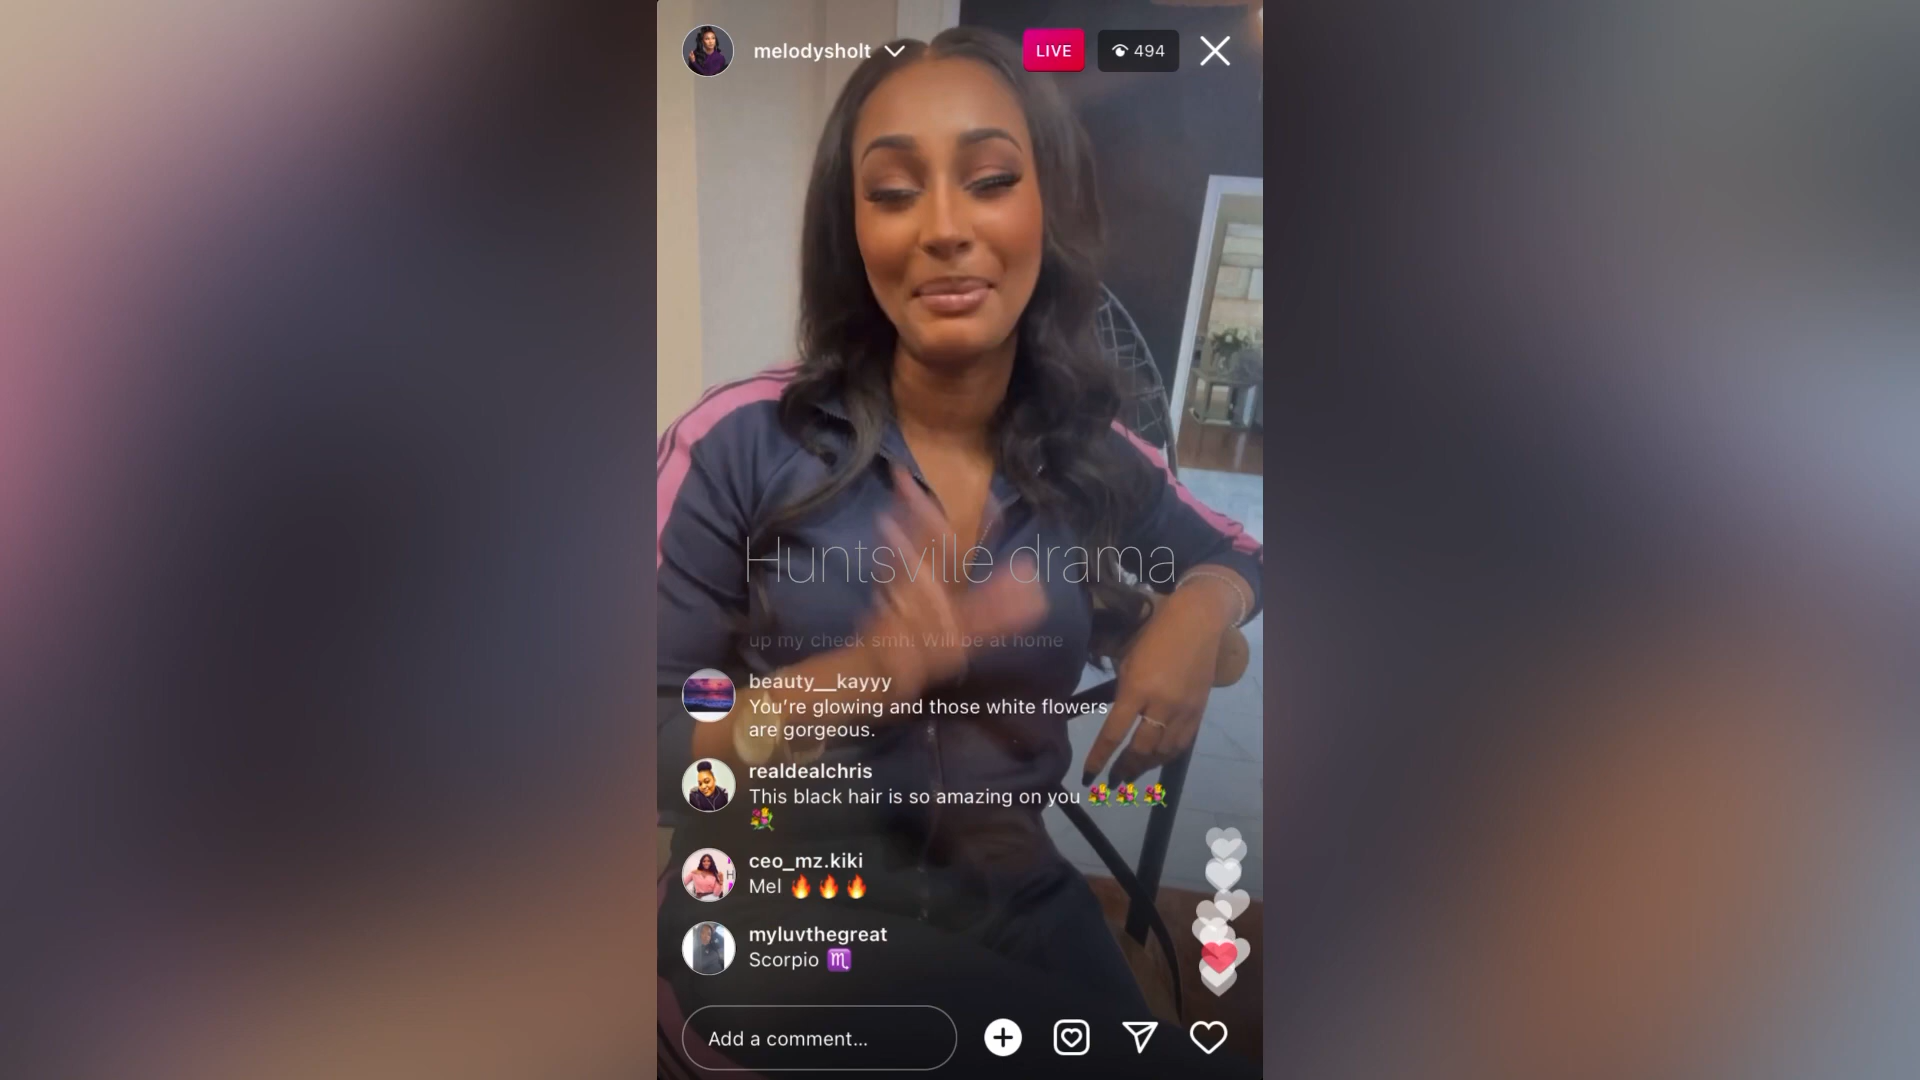 melodysholt
LIVE
494
Huntsville drama
up my check smh! Will be at home
beauty__kayyy
You’re glowing and those white flowers
are gorgeous.
realdealchris
This black hair is so amazing on you 💐💐💐
💐
ceo_mz.kiki
Mel 🔥🔥🔥
myluvthegreat
Scorpio ♏
Add a comment...